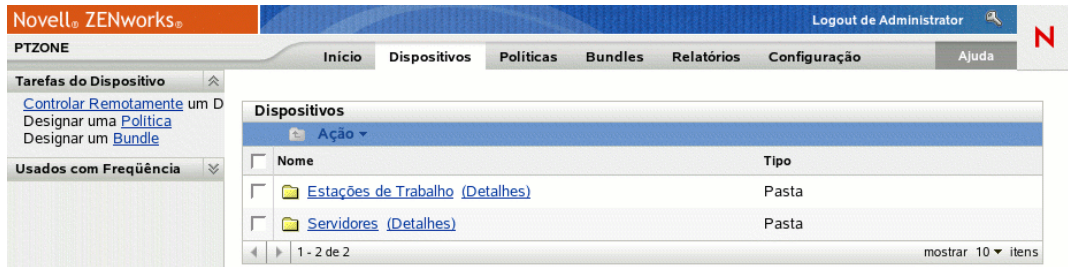 Novell® ZENworks®
Logout de Administrator
N
PTZONE
Início Dispositivos Políticas Bundles Relatórios Configuração Ajuda
Tarefas do Dispositivo
Controlar Remotamente um D
Designar uma Política
Designar um Bundle
Usados com Freqüência
Dispositivos
Ação
Nome Tipo
Estações de Trabalho (Detalhes) Pasta
Servidores (Detalhes) Pasta
1 - 2 de 2 mostrar 10 itens